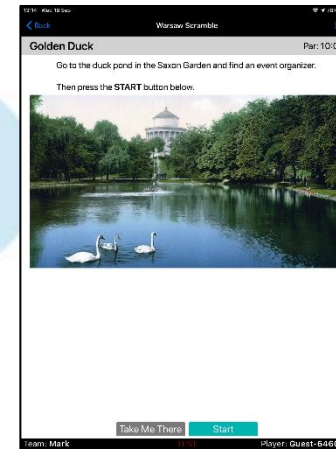 Back
Warsaw Scramble
Golden Duck
Par: 10:0
Go to the duck pond in the Saxon Garden and find an event organizer.
Then press the START button below.
Take Me There
Start
Team: Mark
TEST
Player: Guest-646